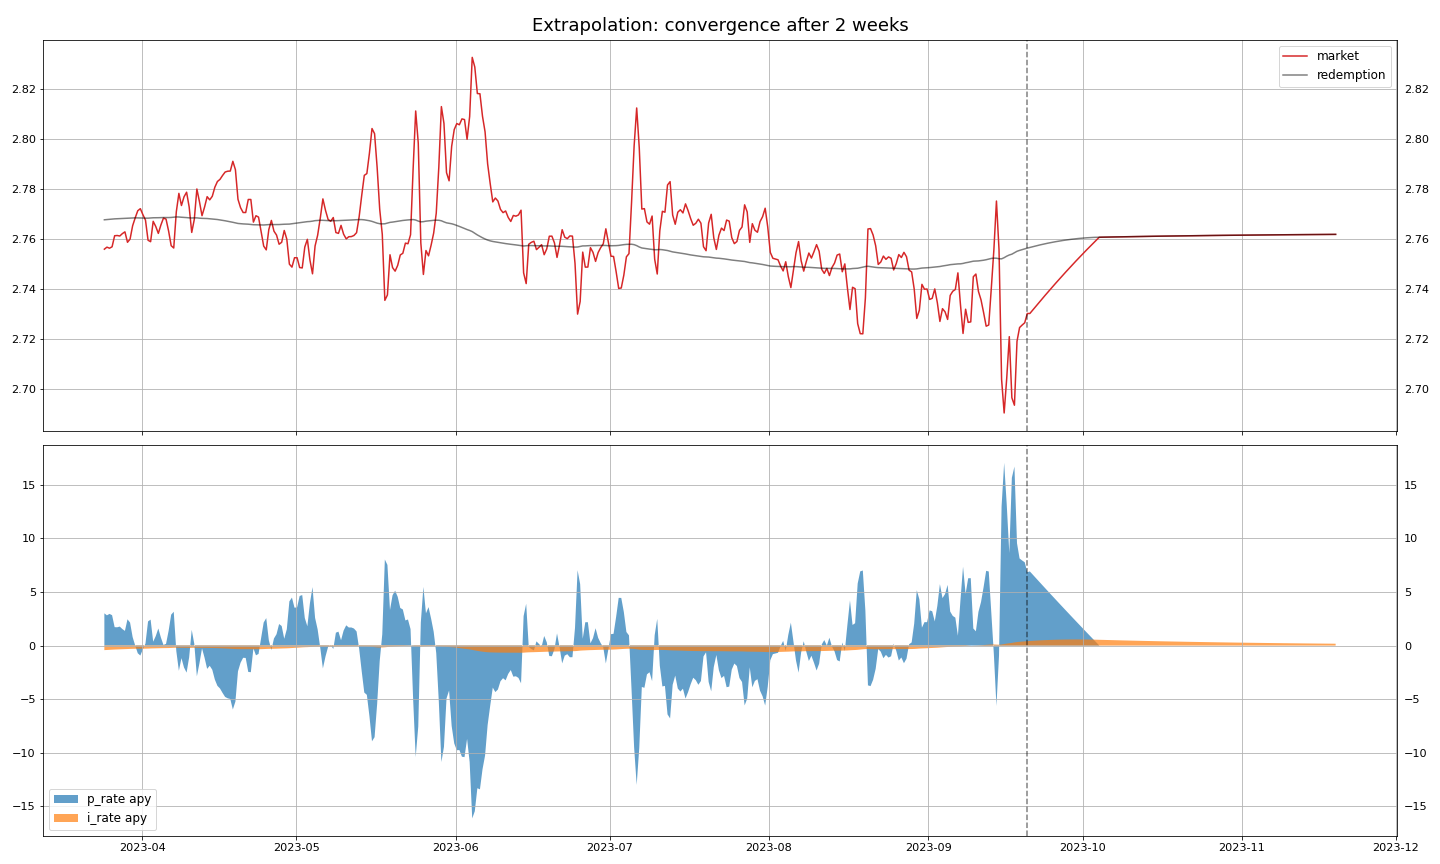 Extrapolation: convergence after 2 weeks
market
redemption
2.82 2.82
2.80 2.80
2.78 2.78
2.76 2.76
2.74 2.74
2.72 2.72
2.70 2.70
15 15
10 10
5 5
0 0
−5 −5
−10 −10
−15 −15
p_rate apy
i_rate apy
2023-04 2023-05 2023-06 2023-07 2023-08 2023-09 2023-10 2023-11 2023-12